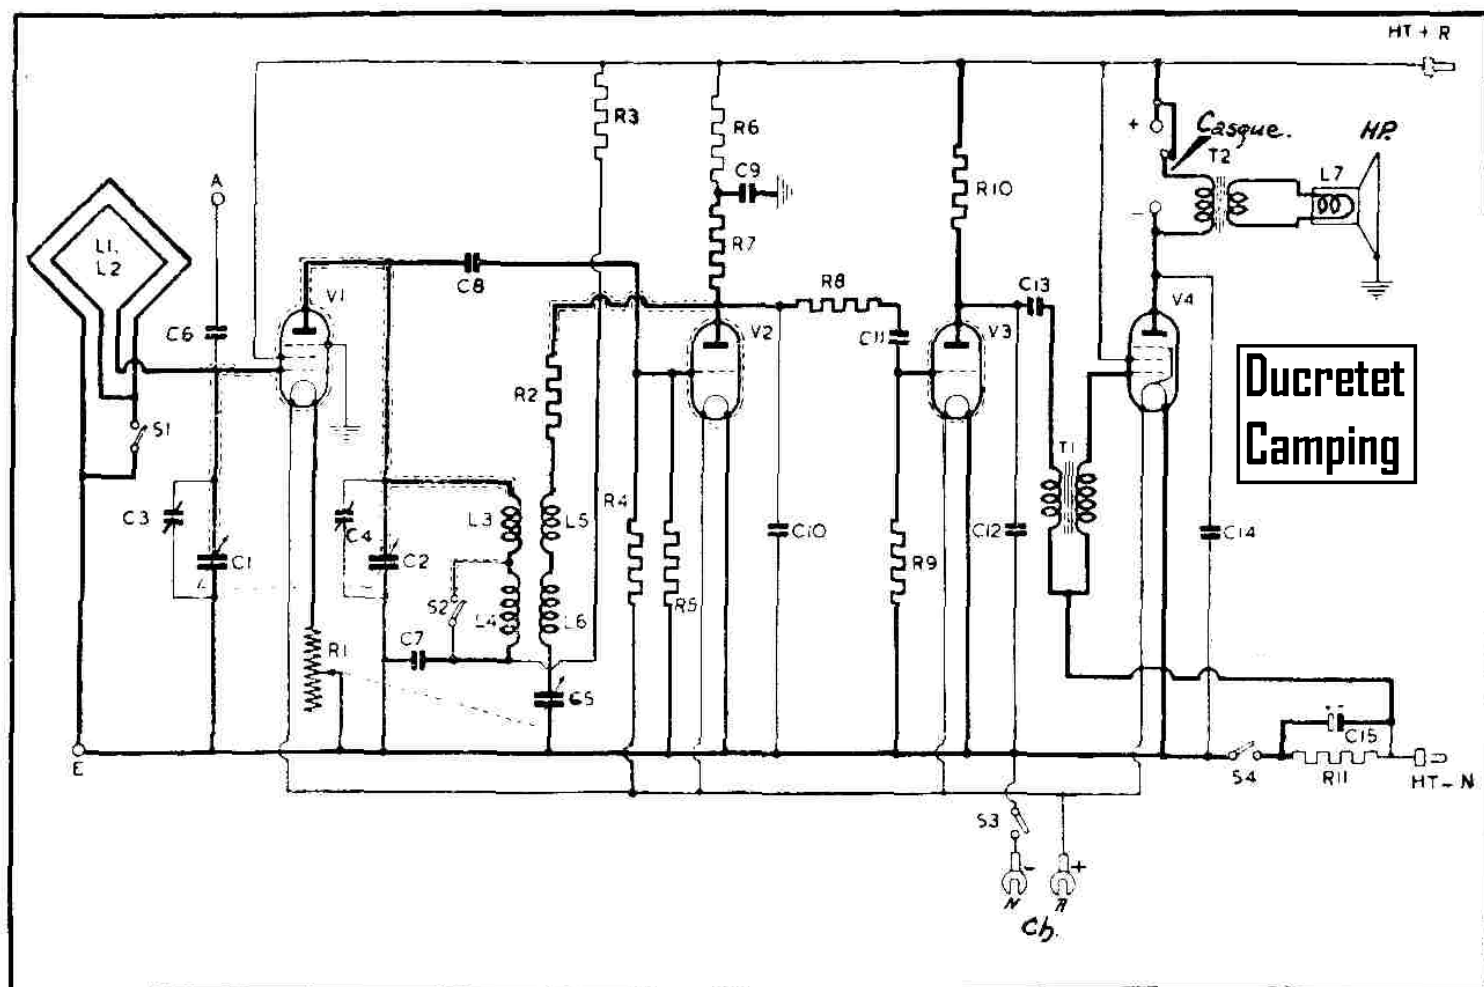 HT + R
R3
R6
Casque.
HP.
+
T2
C9
A
R10
L7
-
L1.
L2
R7
C8
R8
C13
V1
V4
C6
V2
C11
V3
Ducretet
Camping
R2
S1
T1
R4
C3
C4
L3
L5
C10
C12
C14
C1
C2
R9
S2
L4
L6
R5
C7
R1
C5
C15
E
S4
R11
HT - N
S3
-
+
N
R
Ch.